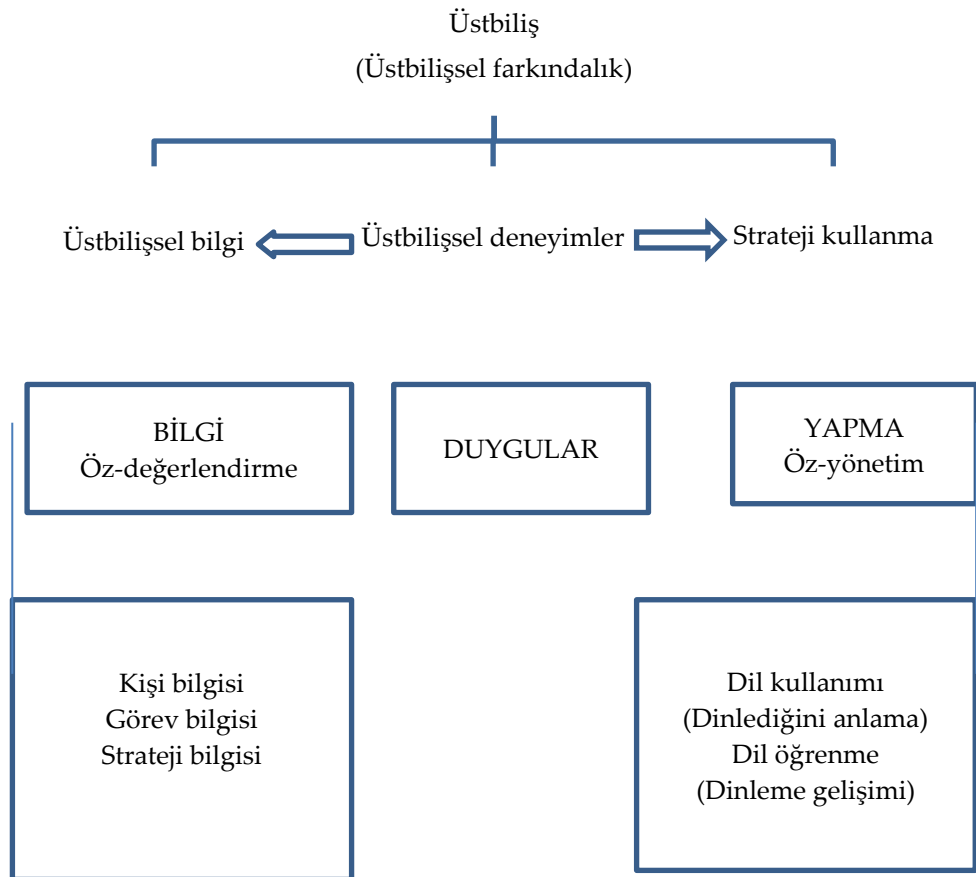 Üstbiliş
(Üstbilişsel farkındalık)
Üstbilişsel bilgi
Üstbilişsel deneyimler
Strateji kullanma
BİLGİ
Öz-değerlendirme
DUYGULAR
YAPMA
Öz-yönetim
Kişi bilgisi
Görev bilgisi
Strateji bilgisi
Dil kullanımı
(Dinlediğini anlama)
Dil öğrenme
(Dinleme gelişimi)